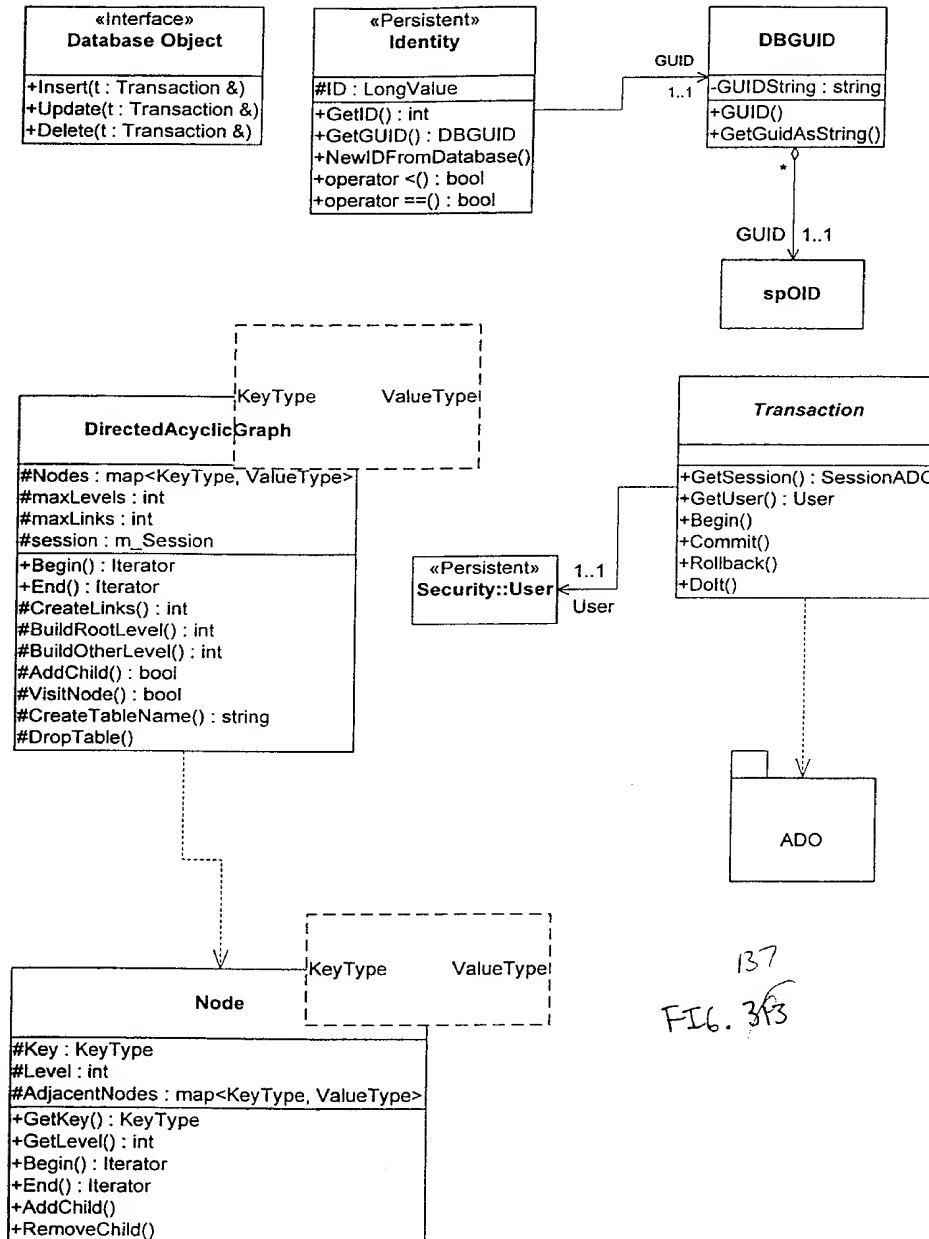 «Interface»
Database Object
+Insert(t : Transaction &)
+Update(t : Transaction &)
+Delete(t : Transaction &)
«Persistent»
Identity
#ID : LongValue
+GetID() : int
+GetGUID() : DBGUID
+NewIDFromDatabase()
+operator <() : bool
+operator ==() : bool
GUID
1..1
DBGUID
-GUIDString : string
+GUID()
+GetGuidAsString()
*
GUID 1..1
spOID
KeyType ValueType
DirectedAcyclicGraph
#Nodes : map<KeyType, ValueType>
#maxLevels : int
#maxLinks : int
#session : m_Session
+Begin() : Iterator
+End() : Iterator
#CreateLinks() : int
#BuildRootLevel() : int
#BuildOtherLevel() : int
#AddChild() : bool
#VisitNode() : bool
#CreateTableName() : string
#DropTable()
Transaction
+GetSession() : SessionADO
+GetUser() : User
+Begin()
+Commit()
+Rollback()
+DoIt()
«Persistent»
Security::User
1..1
User
ADO
KeyType ValueType
Node
#Key : KeyType
#Level : int
#AdjacentNodes : map<KeyType, ValueType>
+GetKey() : KeyType
+GetLevel() : int
+Begin() : Iterator
+End() : Iterator
+AddChild()
+RemoveChild()
137
FIG.